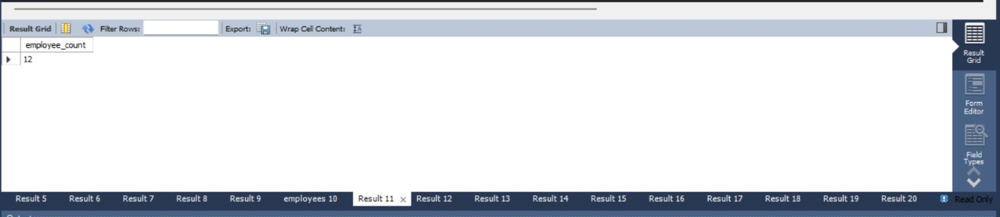 Result Grid Filter Rows: Export: Wrap Cell Content:
employee_count
12
Result
Grid
Form
Editor
Field
Types
Result 5 Result 6 Result 7 Result 8 Result 9 employees 10 Result 11 × Result 12 Result 13 Result 14 Result 15 Result 16 Result 17 Result 18 Result 19 Result 20 Read Only